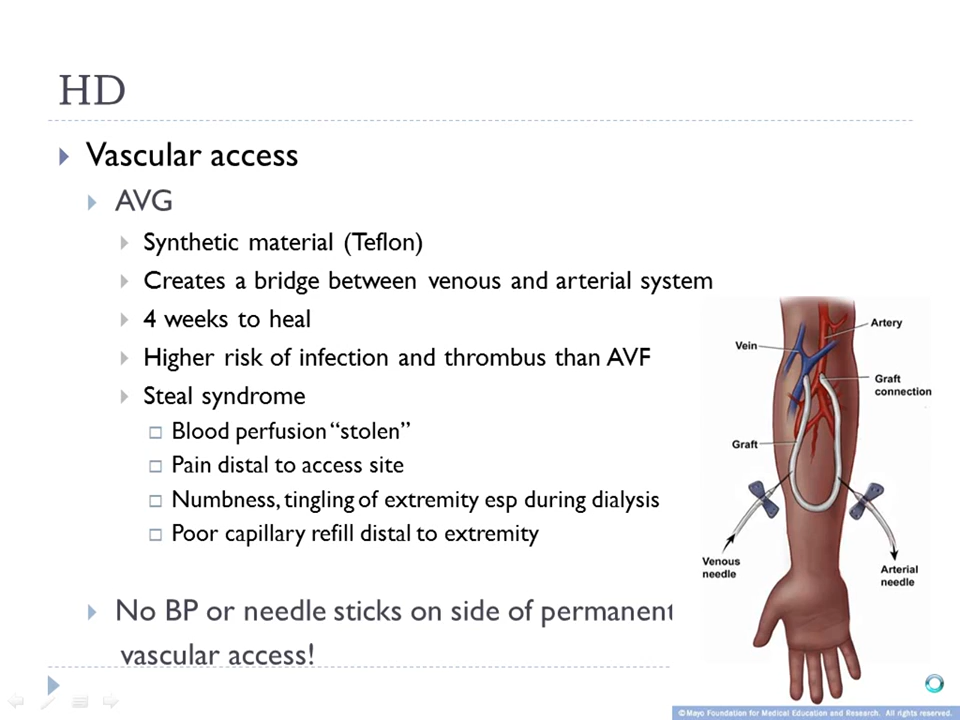 HD
Vascular access
AVG
Synthetic material (Teflon)
Creates a bridge between venous and arterial system
4 weeks to heal
Higher risk of infection and thrombus than AVF
Steal syndrome
Blood perfusion “stolen”
Pain distal to access site
Numbness, tingling of extremity esp during dialysis
Poor capillary refill distal to extremity
No BP or needle sticks on side of permanent
vascular access!
Artery
Vein
Graft
connection
Graft
Venous
needle
Arterial
needle
©Mayo Foundation for Medical Education and Research. All rights reserved.